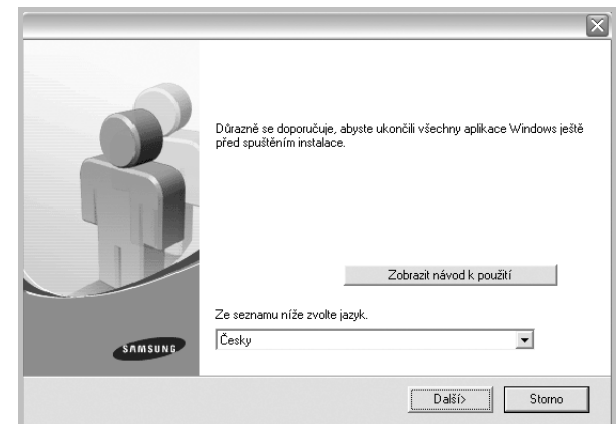 Důrazně se doporučuje, abyste ukončili všechny aplikace Windows ještě
před spuštěním instalace.
Zobrazit návod k použití
Ze seznamu níže zvolte jazyk.
Česky
SAMSUNG
Další>
Storno